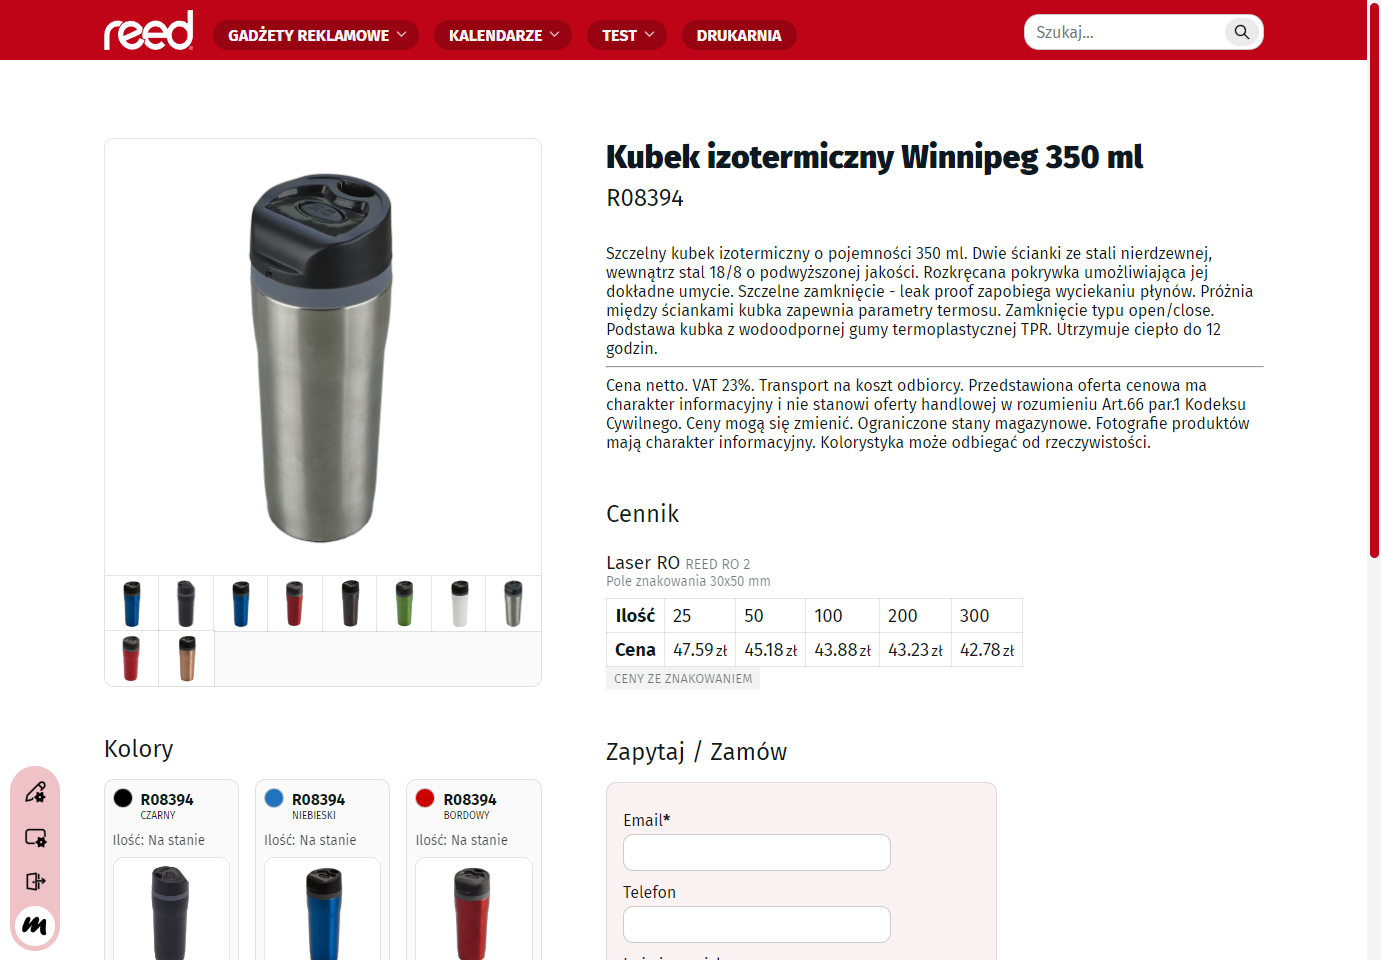 reed
GADŻETY REKLAMOWE
KALENDARZE
TEST
DRUKARNIA
Szukaj...
Kubek izotermiczny Winnipeg 350 ml
R08394
Szczelny kubek izotermiczny o pojemności 350 ml. Dwie ścianki ze stali nierdzewnej,
wewnątrz stal 18/8 o podwyższonej jakości. Rozkręcana pokrywka umożliwiająca jej
dokładne umycie. Szczelne zamknięcie - leak proof zapobiega wyciekaniu płynów. Próżnia
między ściankami kubka zapewnia parametry termosu. Zamknięcie typu open/close.
Podstawa kubka z wodoodpornej gumy termoplastycznej TPR. Utrzymuje ciepło do 12
godzin.
Cena netto. VAT 23%. Transport na koszt odbiorcy. Przedstawiona oferta cenowa ma
charakter informacyjny i nie stanowi oferty handlowej w rozumieniu Art.66 par.1 Kodeksu
Cywilnego. Ceny mogą się zmienić. Ograniczone stany magazynowe. Fotografie produktów
mają charakter informacyjny. Kolorystyka może odbiegać od rzeczywistości.
Cennik
Laser RO REED RO 2
Pole znakowania 30x50 mm
Ilość 25 50 100 200 300
Cena 47.59 zł 45.18 zł 43.88 zł 43.23 zł 42.78 zł
CENY ZE ZNAKOWANIEM
Kolory
R08394
CZARNY
Ilość: Na stanie
R08394
NIEBIESKI
Ilość: Na stanie
R08394
BORDOWY
Ilość: Na stanie
Zapytaj / Zamów
Email*
Telefon